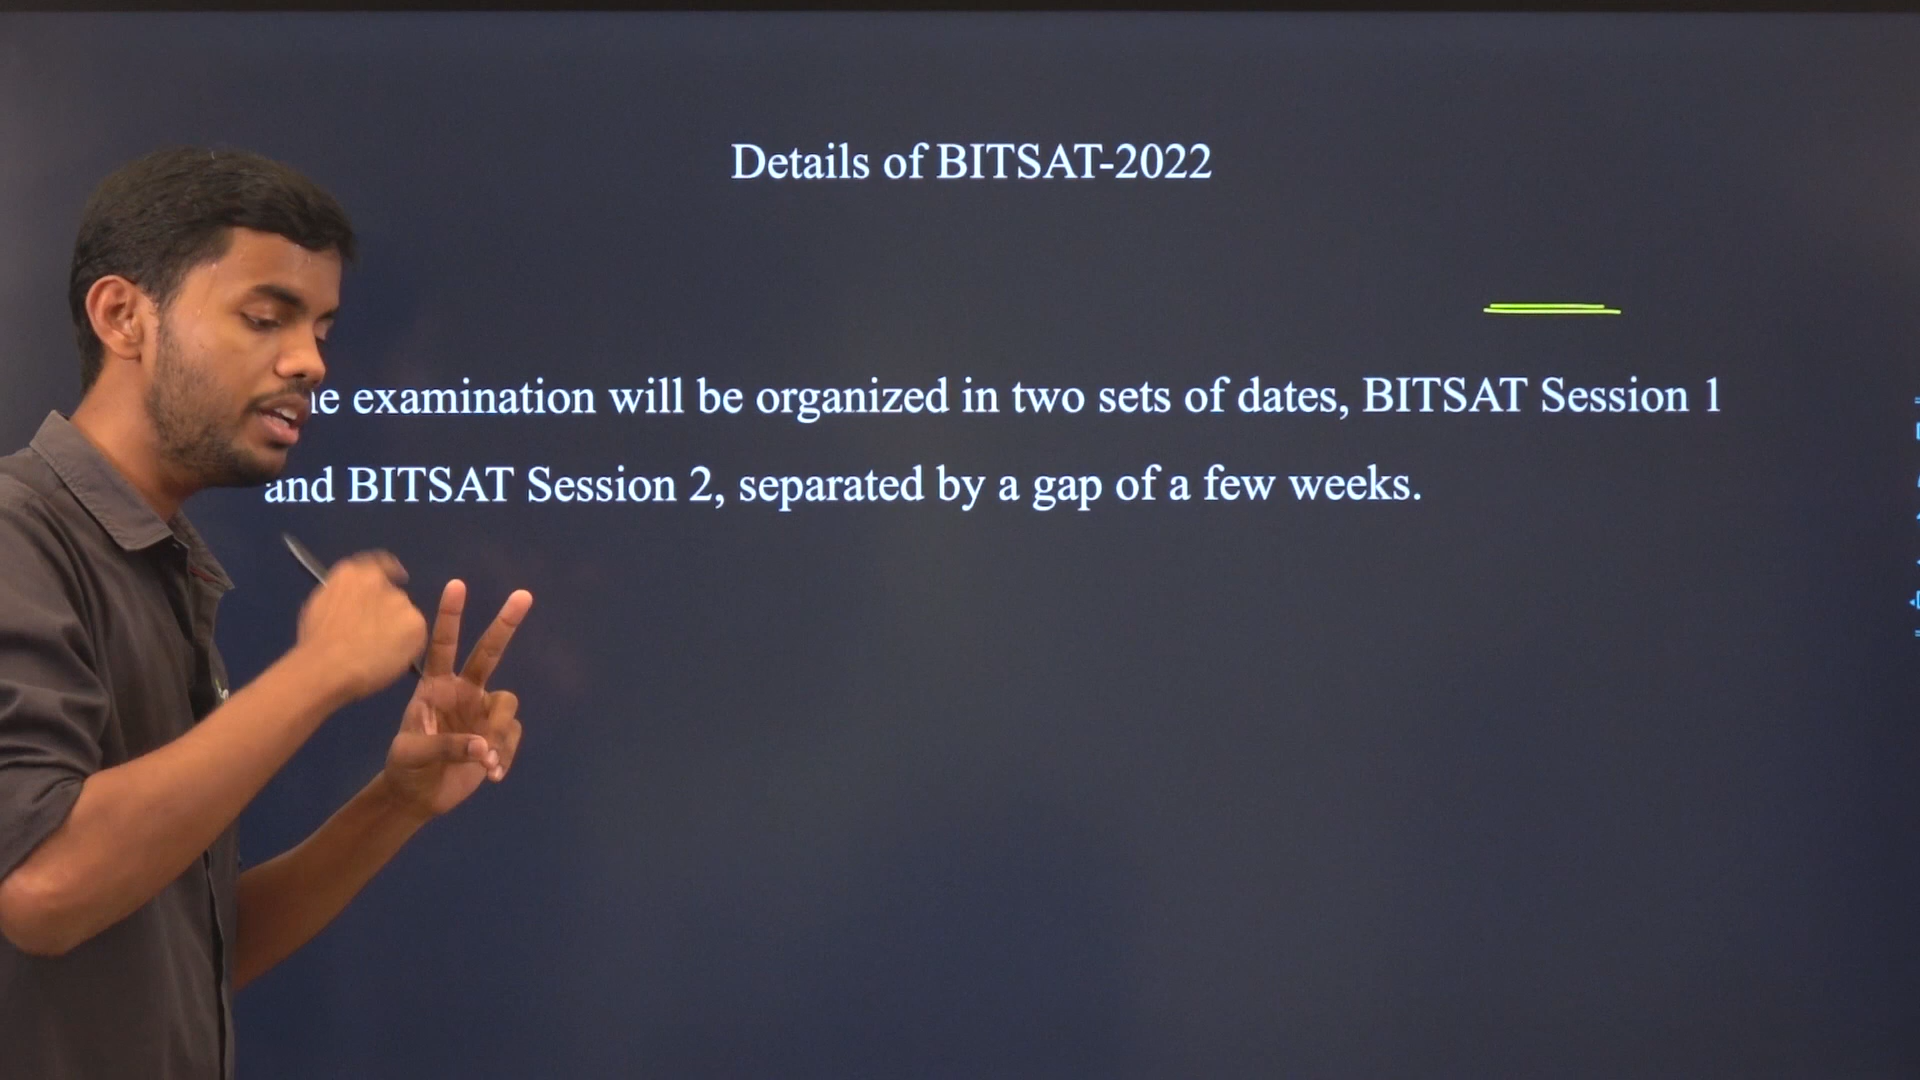 Details of BITSAT-2022
examination will be organized in two sets of dates, BITSAT Session 1
and BITSAT Session 2, separated by a gap of a few weeks.